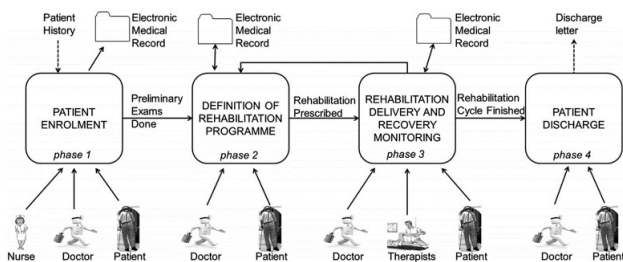 Patient
History
Electronic
Medical
Record
Electronic
Medical
Record
Electronic
Medical
Record
Discharge
letter
PATIENT
ENROLMENT
phase 1
Preliminary
Exams
Done
DEFINITION OF
REHABILITATION
PROGRAMME
phase 2
Rehabilitation
Prescribed
REHABILITATION
DELIVERY AND
RECOVERY
MONITORING
phase 3
Rehabilitation
Cycle Finished
PATIENT
DISCHARGE
phase 4
Nurse
Doctor
Patient
Doctor
Patient
Doctor
Therapists
Patient
Doctor
Patient